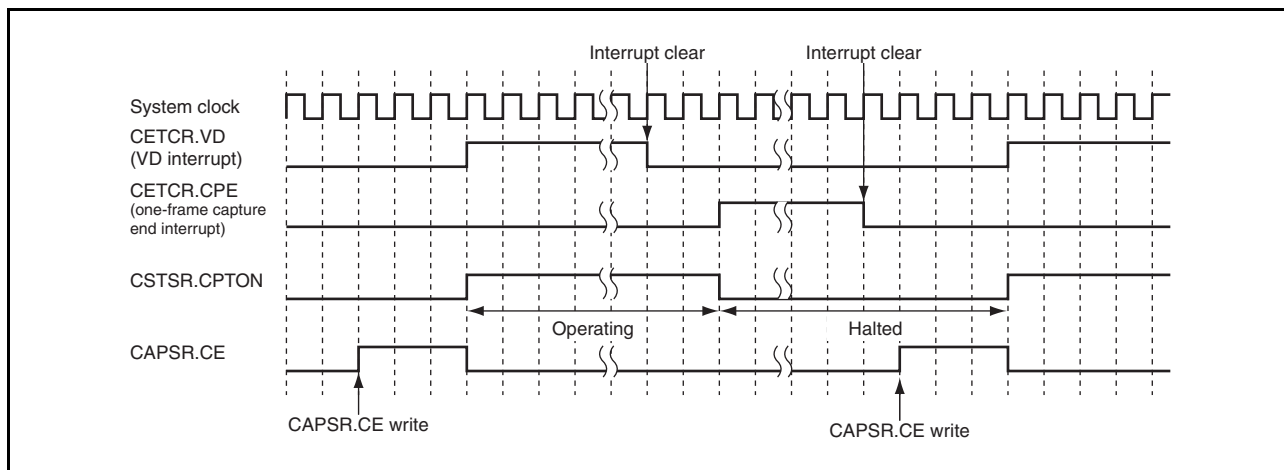 Interrupt clear Interrupt clear
System clock
CETCR.VD
(VD interrupt)
CETCR.CPE
(one-frame capture
end interrupt)
CSTSR.CPTON
Operating Halted
CAPSR.CE
CAPSR.CE write CAPSR.CE write